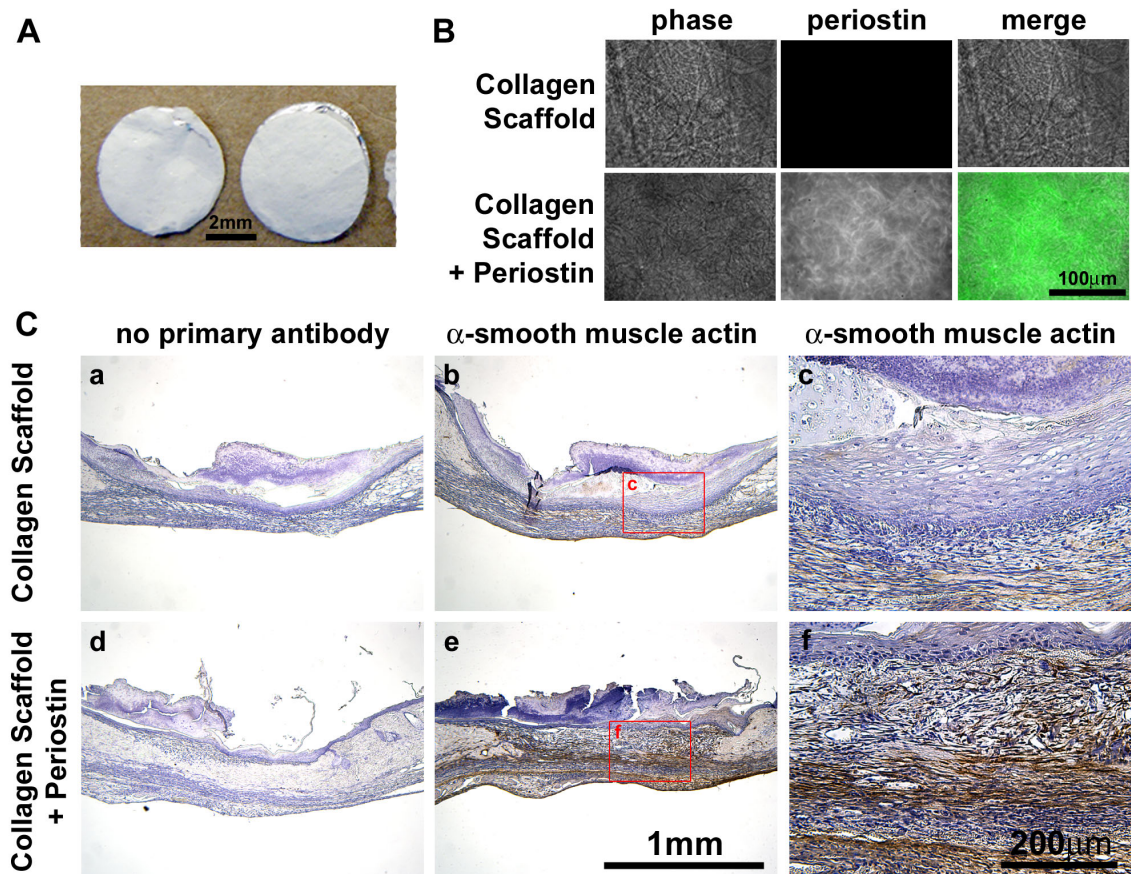 A
2mm
B
phase
periostin
merge
Collagen
Scaffold
Collagen
Scaffold
+ Periostin
100µm
C
no primary antibody
α-smooth muscle actin
α-smooth muscle actin
Collagen Scaffold
a
b
c
c
Collagen Scaffold
+ Periostin
d
e
f
f
1mm
200µm